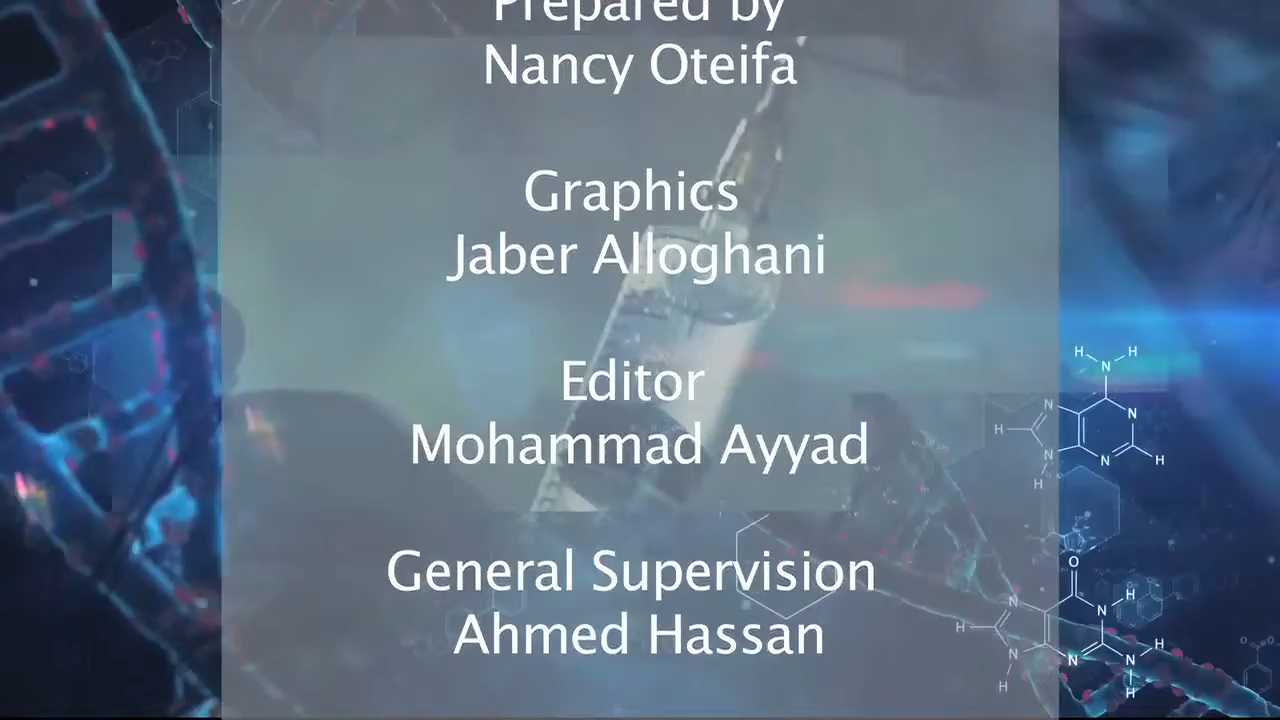 Prepared by
Nancy Oteifa
Graphics
Jaber Alloghani
Editor
Mohammad Ayyad
General Supervision
Ahmed Hassan
H H
N
N N
H
N N H
H
O
N H
N
H
N N N H
H H